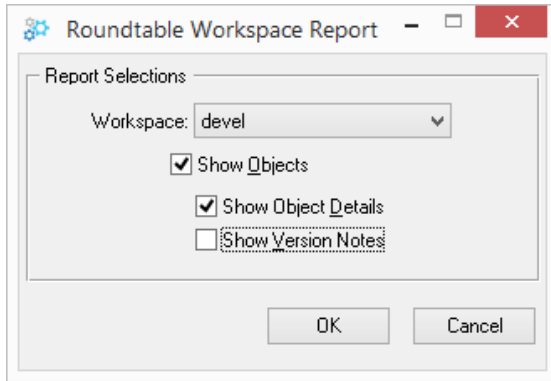 Roundtable Workspace Report
Report Selections
Workspace: devel
Show Objects
Show Object Details
Show Version Notes
OK Cancel